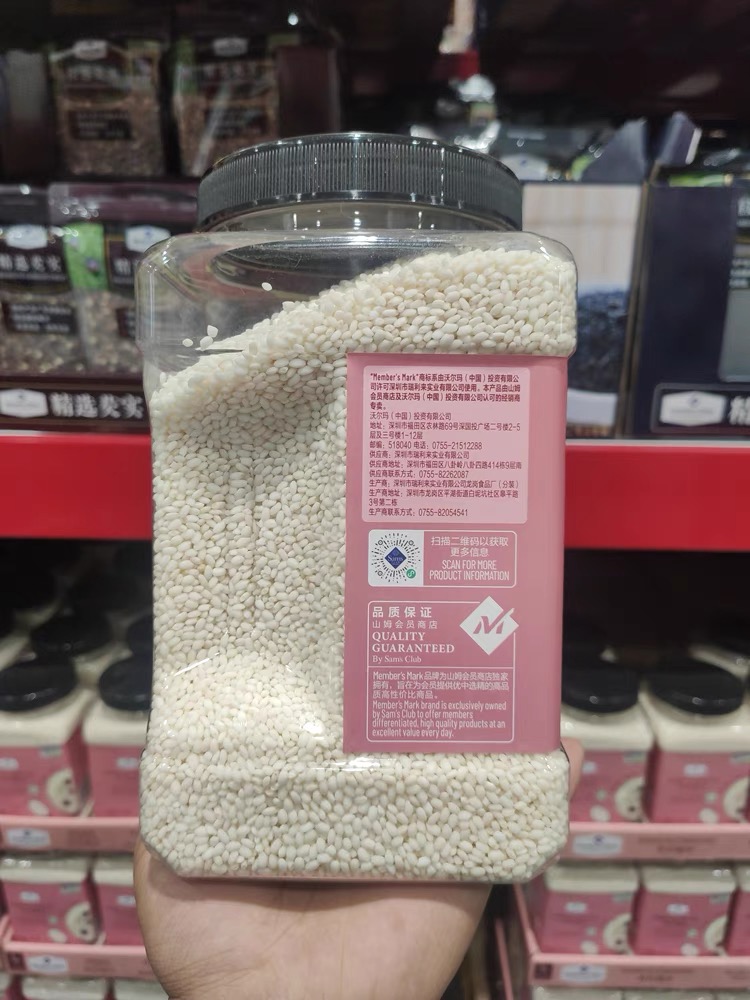 "Member's Mark"商标系由沃尔玛（中国）投资有限公
司许可深圳市瑞利来实业有限公司使用。本产品由山姆
会员商店及沃尔玛（中国）投资有限公司认可的经销商
专卖。
沃尔玛（中国）投资有限公司
地址：深圳市福田区农林路69号深国投广场二号楼2-5
层及三号楼1-12层
邮编：518040 电话：0755-21512288
供应商：深圳市瑞利来实业有限公司
供应商地址：深圳市福田区八卦岭八卦四路414栋9层南
供应商联系方式：0755-82262087
生产商：深圳市瑞利来实业有限公司龙岗食品厂（分装）
生产商地址：深圳市龙岗区平湖街道白坭坑社区皋平路
3号第二栋
生产商联系方式：0755-82054541
Sam's
扫描二维码以获取
更多信息
SCAN FOR MORE
PRODUCT INFORMATION
品质保证
山姆会员商店
QUALITY
GUARANTEED
By Sams Club
Member's Mark品牌为山姆会员商店独家
拥有，旨在为会员提供优中选精的高品
质高性价比商品。
Member's Mark brand is exclusively owned
by Sam's Club to offer members
differentiated, high quality products at an
excellent value every day.
精选芡实
精选芡实